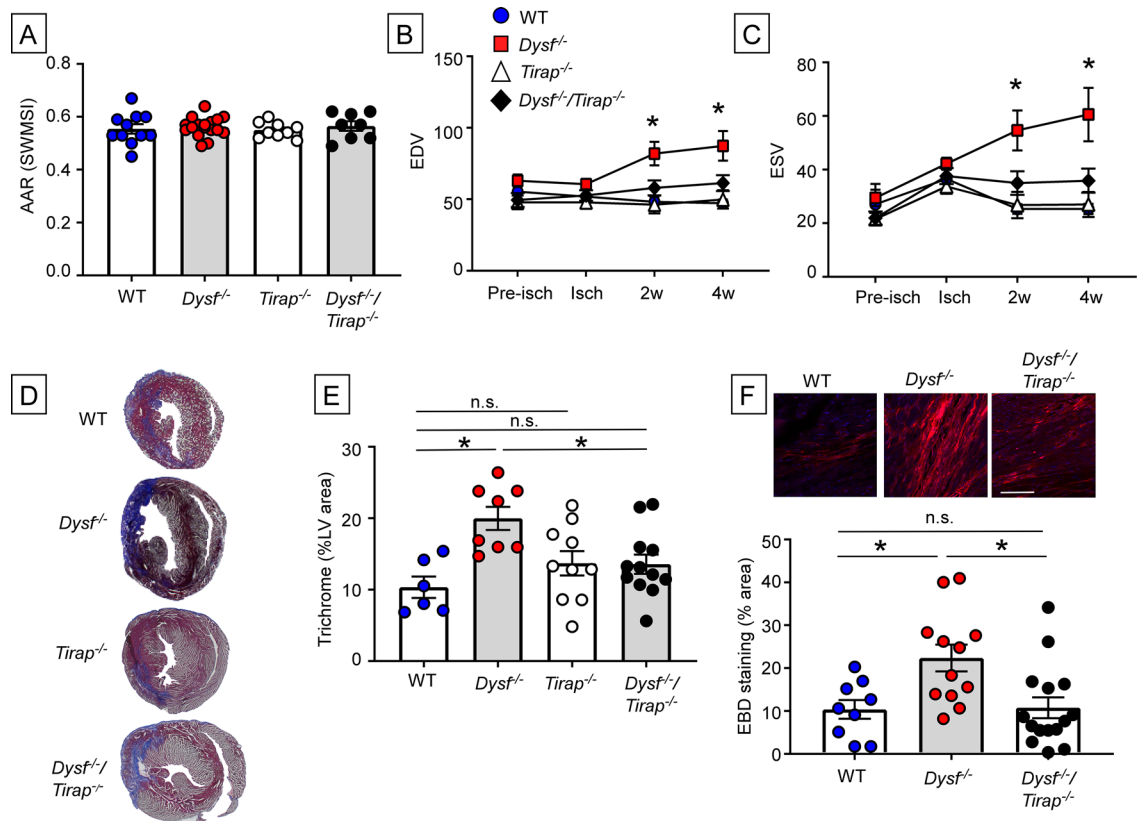 A
AAR (SWMSI)
0.8
0.6
0.4
0.2
0.0
WT
Dysf-/-
Tirap-/-
Dysf-/-/
Tirap-/-
B
WT
Dysf-/-
Tirap-/-
Dysf-/-/Tirap-/-
EDV
150
100
50
0
* *
Pre-isch Isch 2w 4w
C
ESV
80
60
40
20
0
* *
Pre-isch Isch 2w 4w
D
WT
Dysf-/-
Tirap-/-
Dysf-/-/
Tirap-/-
E
n.s.
n.s.
* *
Trichrome (%LV area)
30
20
10
0
WT
Dysf-/-
Tirap-/-
Dysf-/-/
Tirap-/-
F
WT
Dysf-/-
Dysf-/-/
Tirap-/-
n.s.
* *
EBD staining (% area)
50
40
30
20
10
0
WT
Dysf-/-
Dysf-/-/
Tirap-/-